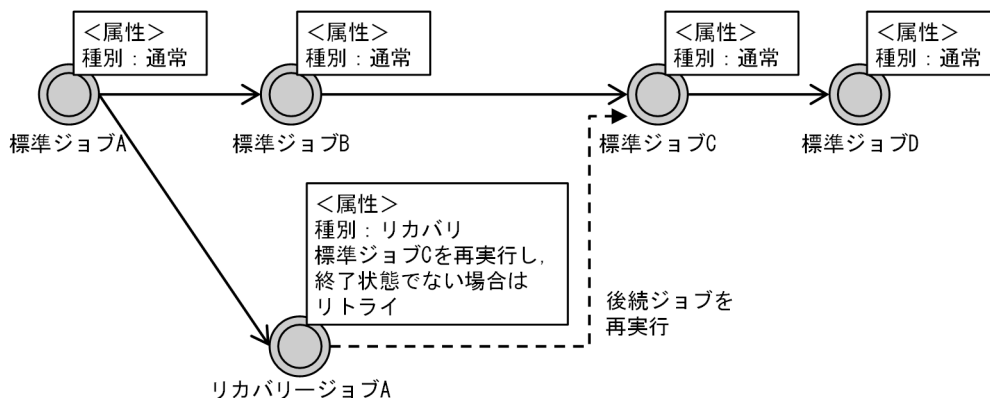 ＜属性＞
種別：通常
＜属性＞
種別：通常
＜属性＞
種別：通常
＜属性＞
種別：通常
標準ジョブA
標準ジョブB
標準ジョブC
標準ジョブD
＜属性＞
種別：リカバリ
標準ジョブCを再実行し，
終了状態でない場合は
リトライ
後続ジョブを
再実行
リカバリージョブA